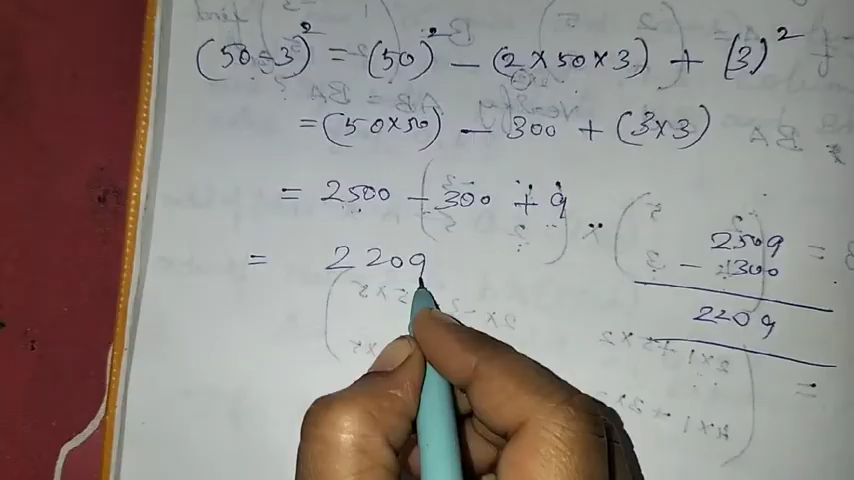 (50-3)² = (50)² - (2×50×3) + (3)²
= (50×50) - 300 + (3×3)
= 2500 - 300 + 9
= 2209
2509
- 300
2209